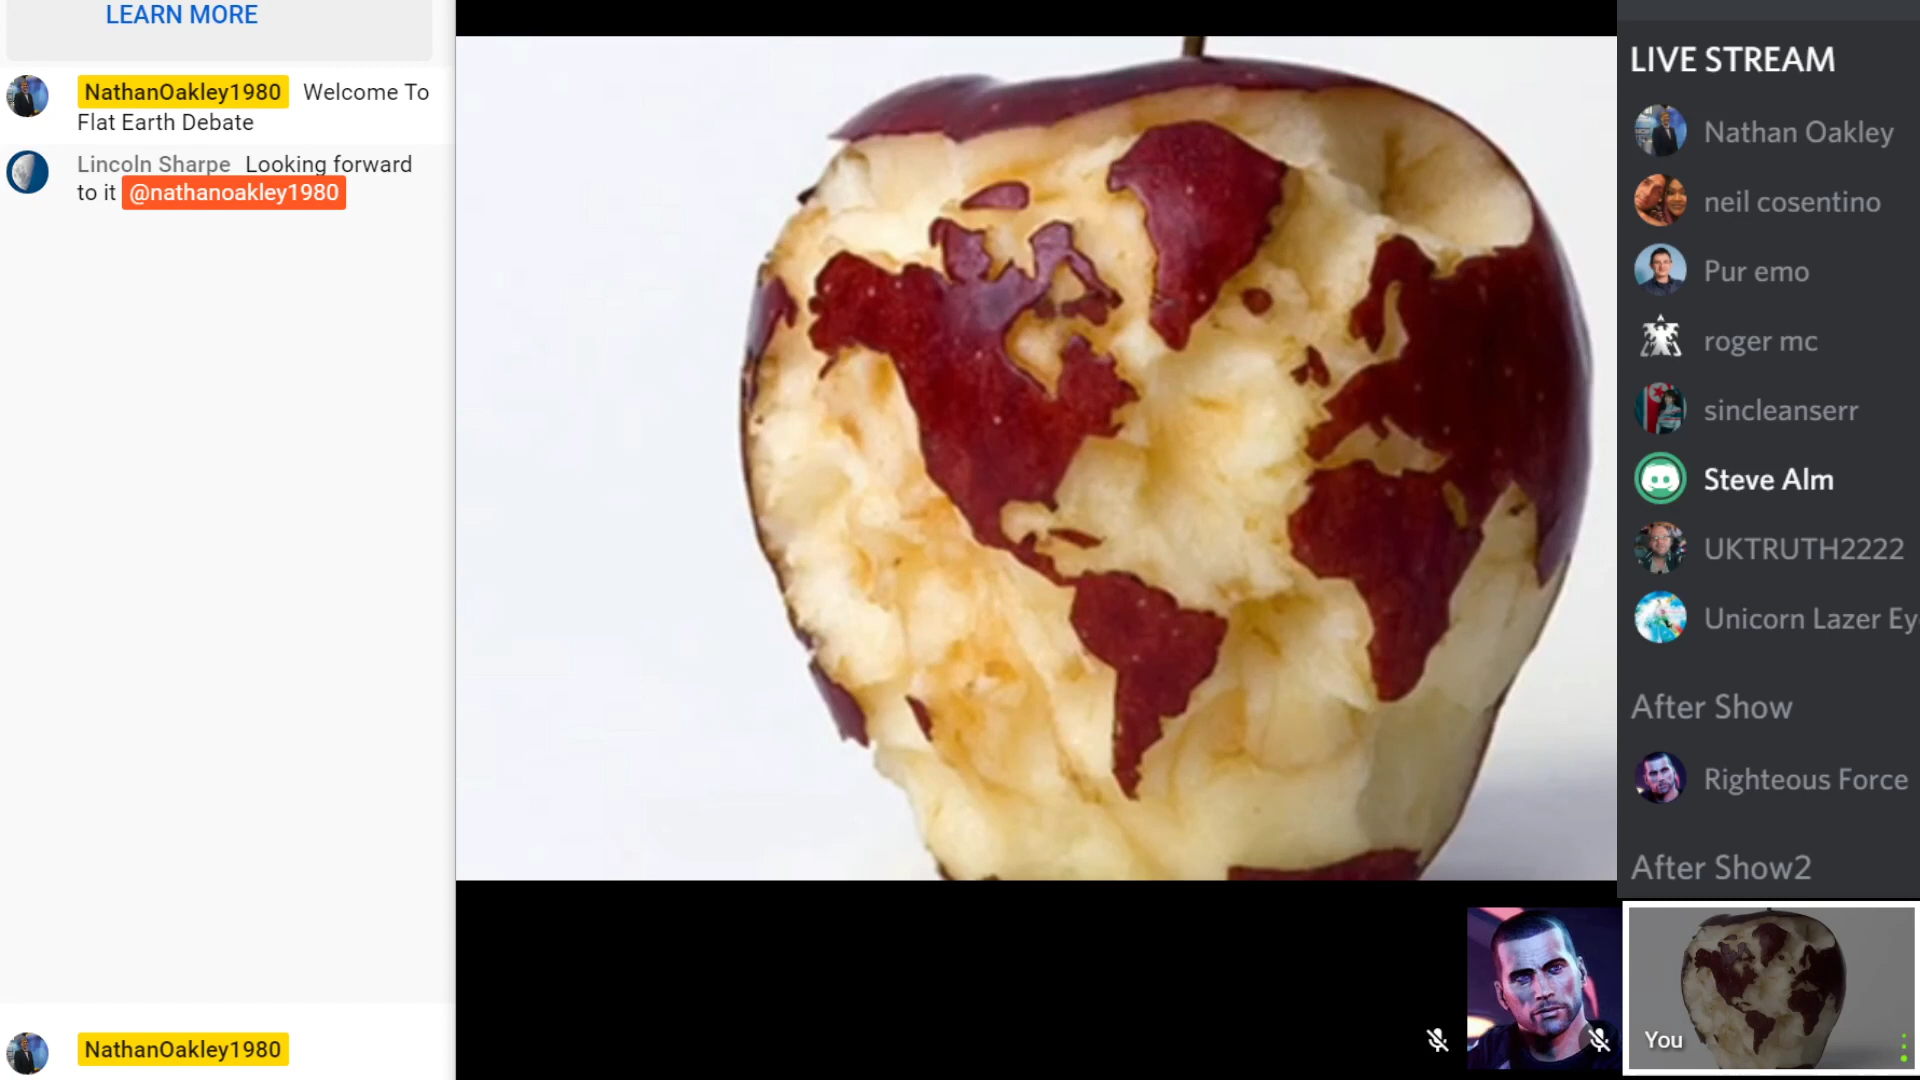 LEARN MORE
NathanOakley1980 Welcome To
Flat Earth Debate
Lincoln Sharpe Looking forward
to it @nathanoakley1980
NathanOakley1980
LIVE STREAM
Nathan Oakley
neil cosentino
Pur emo
roger mc
sincleanserr
Steve Alm
UKTRUTH2222
Unicorn Lazer Ey
After Show
Righteous Force
After Show2
You